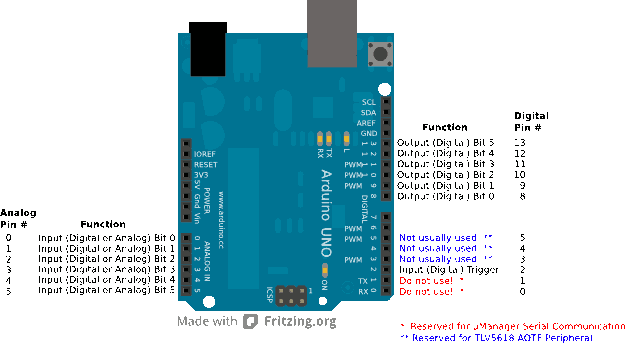 SCL
SDA
AREF
GND
Digital
Function Pin #
Output (Digital) Bit 5 13
Output (Digital) Bit 4 12
Output (Digital) Bit 3 11
Output (Digital) Bit 2 10
Output (Digital) Bit 1 9
Output (Digital) Bit 0 8
RX TX L
PWM
PWM
PWM
IOREF
RESET
3V3
5V Gnd Vin
POWER
www.arduino.cc
Arduino UNO
DIGITAL
7
6
5
4
3
2
1
0
PWM
PWM
PWM
TX
RX
ON
ICSP
1
ANALOG IN
0
1
2
3
4
5
Analog
Pin # Function
0 Input (Digital or Analog) Bit 0
1 Input (Digital or Analog) Bit 1
2 Input (Digital or Analog) Bit 2
3 Input (Digital or Analog) Bit 3
4 Input (Digital or Analog) Bit 4
5 Input (Digital or Analog) Bit 5
Not usually used ** 5
Not usually used ** 4
Not usually used ** 3
Input (Digital) Trigger 2
Do not use! * 1
Do not use! * 0
Made with Fritzing.org
* Reserved for uManager Serial Communication
** Reserved for TLV5618 AOTF Peripheral